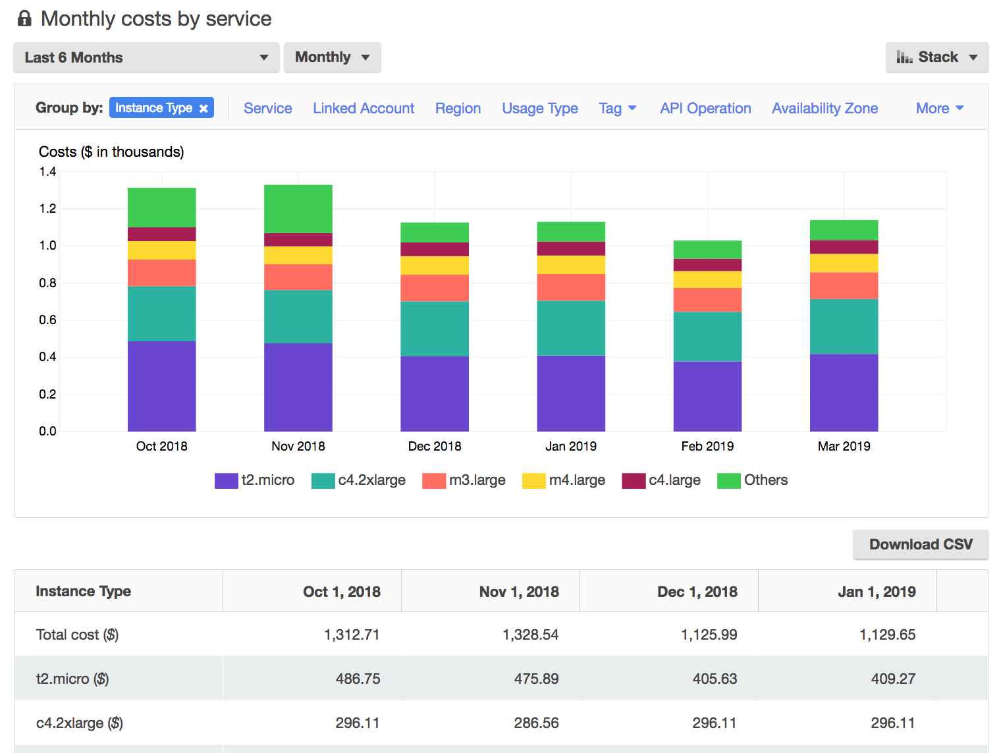 Monthly costs by service
Last 6 Months Monthly Stack
Group by: Instance Type × Service Linked Account Region Usage Type Tag API Operation Availability Zone More
Costs ($ in thousands)
1.4
1.2
1.0
0.8
0.6
0.4
0.2
0.0
Oct 2018 Nov 2018 Dec 2018 Jan 2019 Feb 2019 Mar 2019
t2.micro c4.2xlarge m3.large m4.large c4.large Others
Download CSV
Instance Type Oct 1, 2018 Nov 1, 2018 Dec 1, 2018 Jan 1, 2019
Total cost ($) 1,312.71 1,328.54 1,125.99 1,129.65
t2.micro ($) 486.75 475.89 405.63 409.27
c4.2xlarge ($) 296.11 286.56 296.11 296.11